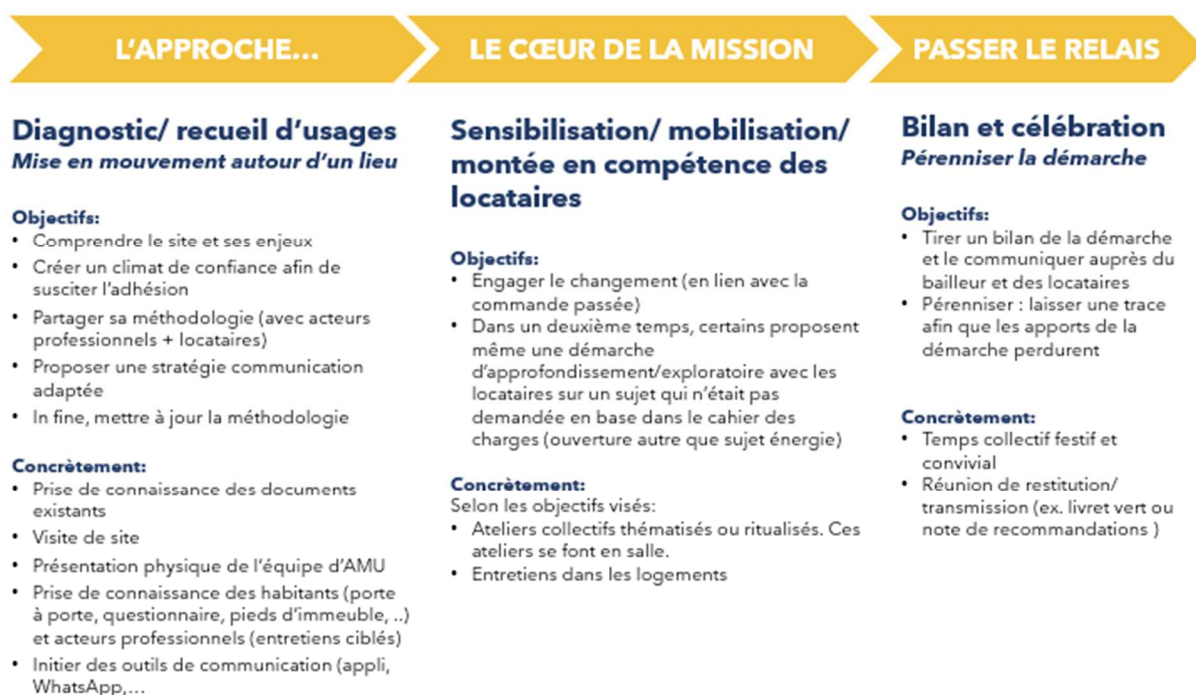 L'APPROCHE...
LE CŒUR DE LA MISSION
PASSER LE RELAIS
Diagnostic/ recueil d'usages
Mise en mouvement autour d'un lieu
Objectifs:
• Comprendre le site et ses enjeux
• Créer un climat de confiance afin de
susciter l'adhésion
• Partager sa méthodologie (avec acteurs
professionnels + locataires)
• Proposer une stratégie communication
adaptée
• In fine, mettre à jour la méthodologie
Concrètement:
• Prise de connaissance des documents
existants
• Visite de site
• Présentation physique de l'équipe d'AMU
• Prise de connaissance des habitants (porte
à porte, questionnaire, pieds d'immeuble, ..)
et acteurs professionnels (entretiens ciblés)
• Initier des outils de communication (appli,
WhatsApp,...
Sensibilisation/ mobilisation/
montée en compétence des
locataires
Objectifs:
• Engager le changement (en lien avec la
commande passée)
• Dans un deuxième temps, certains proposent
même une démarche
d'approfondissement/exploratoire avec les
locataires sur un sujet qui n'était pas
demandée en base dans le cahier des
charges (ouverture autre que sujet énergie)
Concrètement:
Selon les objectifs visés:
• Ateliers collectifs thématisés ou ritualisés. Ces
ateliers se font en salle.
• Entretiens dans les logements
Bilan et célébration
Pérenniser la démarche
Objectifs:
• Tirer un bilan de la démarche
et le communiquer auprès du
bailleur et des locataires
• Pérenniser : laisser une trace
afin que les apports de la
démarche perdurent
Concrètement:
• Temps collectif festif et
convivial
• Réunion de restitution/
transmission (ex. livret vert ou
note de recommandations )